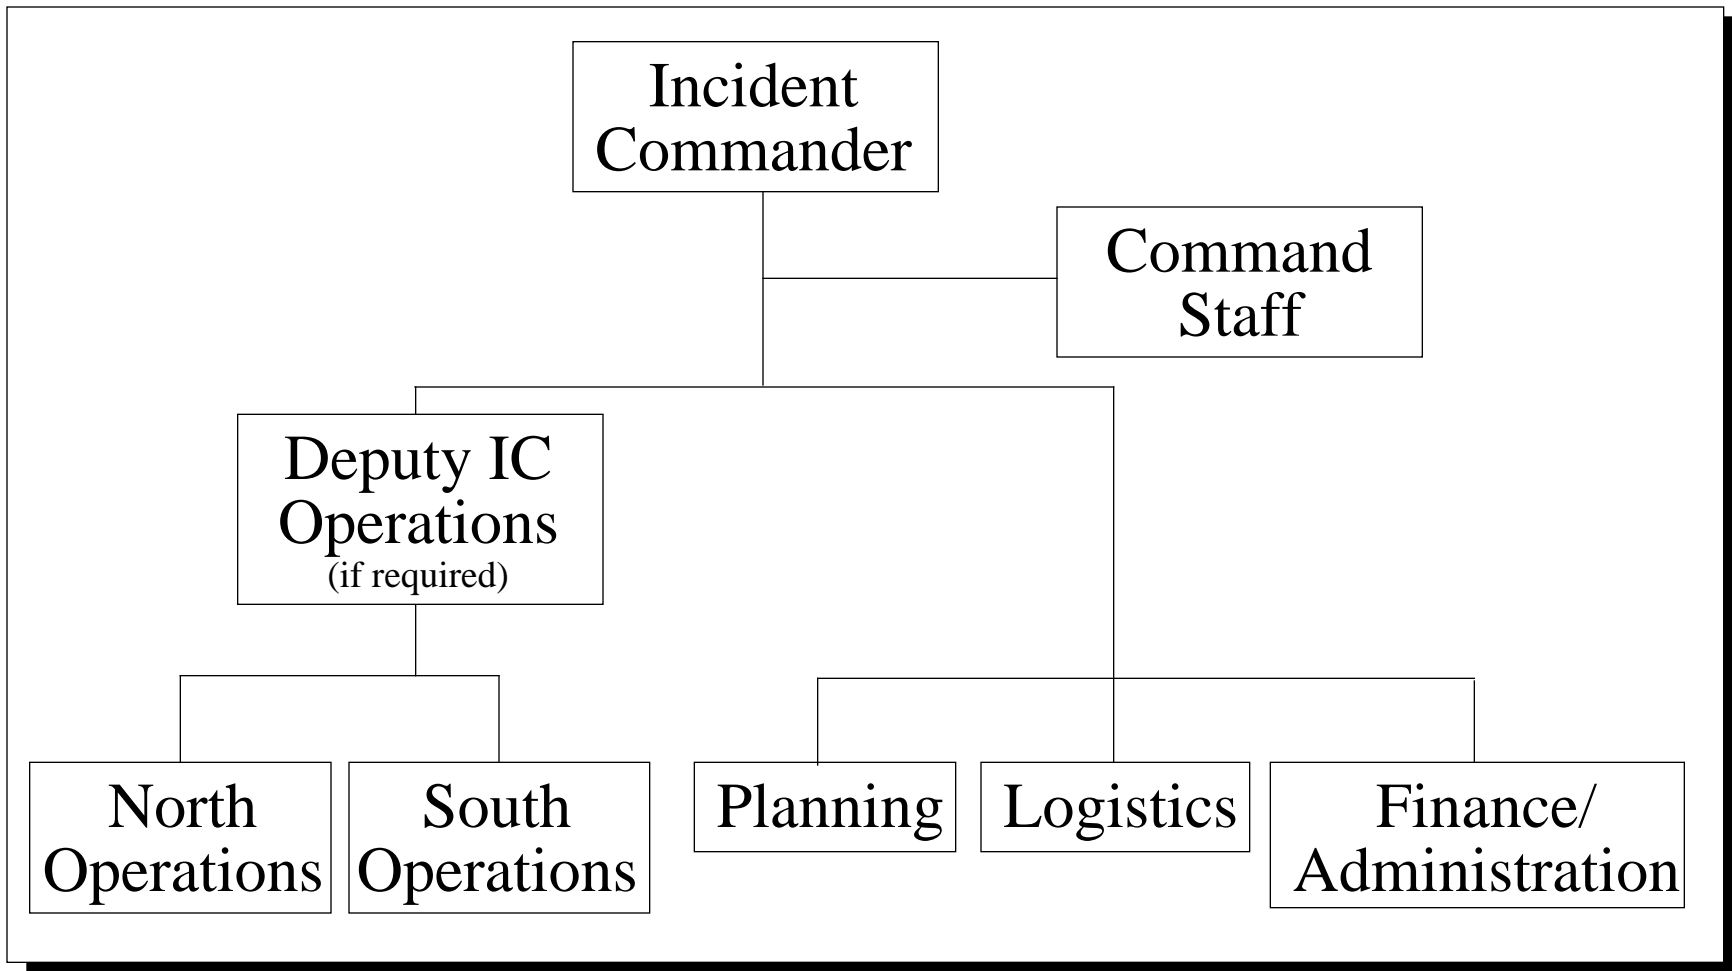 Incident
Commander
Command
Staff
Deputy IC
Operations
(if required)
North
Operations
South
Operations
Planning
Logistics
Finance/
Administration